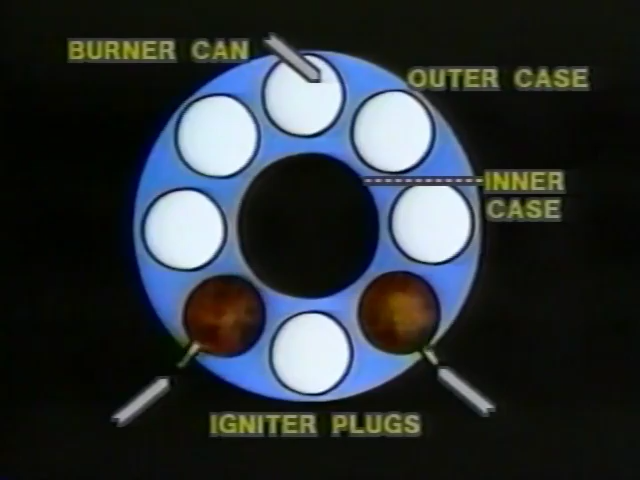 BURNER CAN
OUTER CASE
INNER
CASE
IGNITER PLUGS